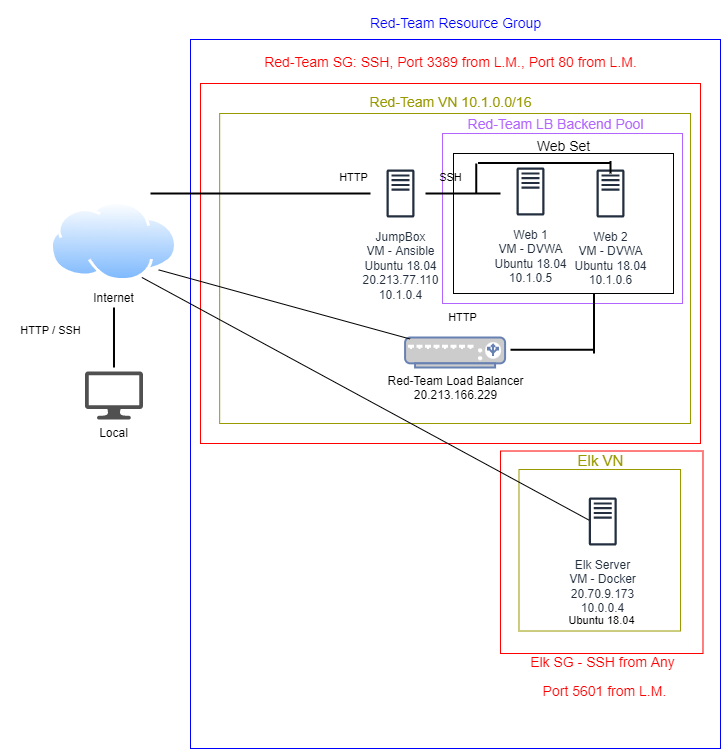 Red-Team Resource Group
Red-Team SG: SSH, Port 3389 from L.M., Port 80 from L.M.
Red-Team VN 10.1.0.0/16
Red-Team LB Backend Pool
Web Set
HTTP
SSH
JumpBox
VM - Ansible
Ubuntu 18.04
20.213.77.110
10.1.0.4
Web 1
VM - DVWA
Ubuntu 18.04
10.1.0.5
Web 2
VM - DVWA
Ubuntu 18.04
10.1.0.6
Internet
HTTP / SSH
Local
HTTP
Red-Team Load Balancer
20.213.166.229
Elk VN
Elk Server
VM - Docker
20.70.9.173
10.0.0.4
Ubuntu 18.04
Elk SG - SSH from Any
Port 5601 from L.M.